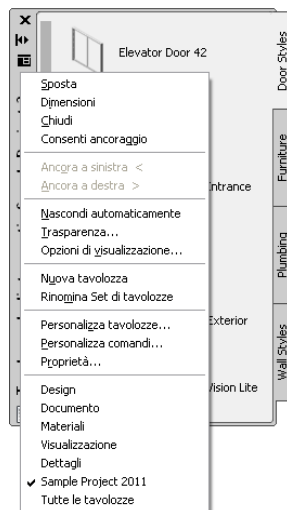 Elevator Door 42
Door Styles
Furniture
Plumbing
Wall Styles
Sposta
Dimensioni
Chiudi
Consenti ancoraggio
Ancora a sinistra <
Ancora a destra >
ntrance
Nascondi automaticamente
Trasparenza...
Opzioni di visualizzazione...
Nuova tavolozza
Rinomina Set di tavolozze
Exterior
Personalizza tavolozze...
Personalizza comandi...
Proprietà...
Vision Lite
Design
Documento
Materiali
Visualizzazione
Dettagli
Sample Project 2011
Tutte le tavolozze